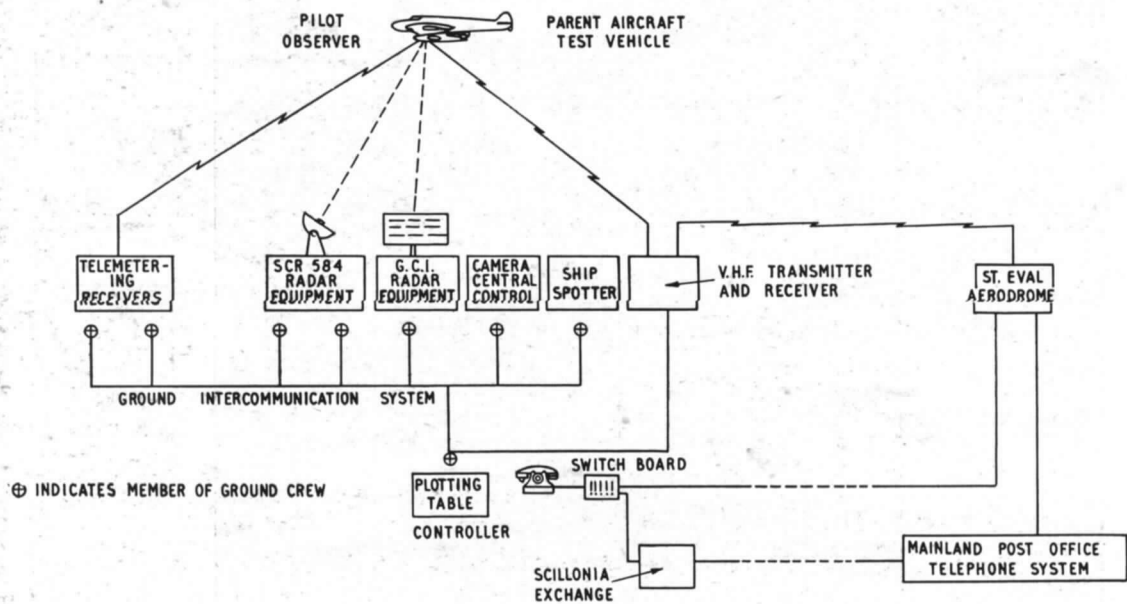 PILOT
OBSERVER
PARENT AIRCRAFT
TEST VEHICLE
TELEMETER-
ING
RECEIVERS
SCR 584
RADAR
EQUIPMENT
G.C.I.
RADAR
EQUIPMENT
CAMERA
CENTRAL
CONTROL
SHIP
SPOTTER
V.H.F. TRANSMITTER
AND RECEIVER
ST. EVAL
AERODROME
GROUND INTERCOMMUNICATION SYSTEM
⊕ INDICATES MEMBER OF GROUND CREW
PLOTTING
TABLE
CONTROLLER
SWITCH BOARD
SCILLONIA
EXCHANGE
MAINLAND POST OFFICE
TELEPHONE SYSTEM